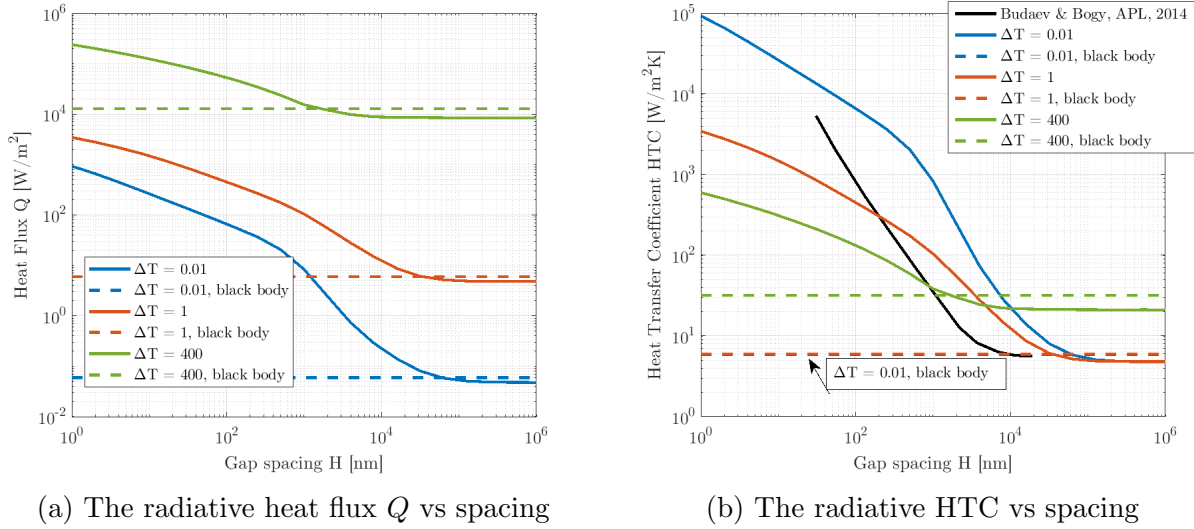 10^6
10^4
10^2
10^0
10^-2
Heat Flux Q [W/m^2]
ΔT = 0.01
ΔT = 0.01, black body
ΔT = 1
ΔT = 1, black body
ΔT = 400
ΔT = 400, black body
10^0
10^2
10^4
10^6
Gap spacing H [nm]
(a) The radiative heat flux Q vs spacing
10^5
10^4
10^3
10^2
10^1
10^0
Heat Transfer Coefficient HTC [W/m^2K]
Budaev & Bogy, APL, 2014
ΔT = 0.01
ΔT = 0.01, black body
ΔT = 1
ΔT = 1, black body
ΔT = 400
ΔT = 400, black body
ΔT = 0.01, black body
10^0
10^2
10^4
10^6
Gap spacing H [nm]
(b) The radiative HTC vs spacing